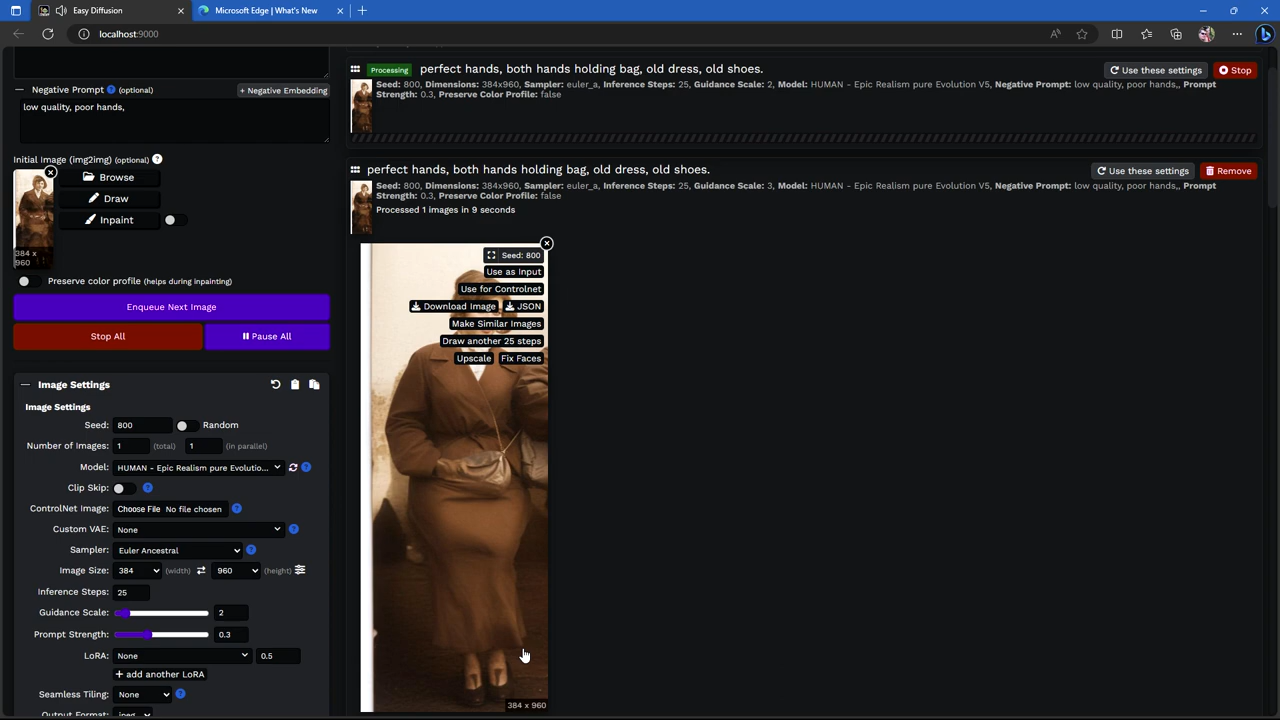 Easy Diffusion
Microsoft Edge | What's New
localhost:9000
Negative Prompt (optional)
+ Negative Embedding
low quality, poor hands,
Initial Image (img2img) (optional)
Browse
Draw
Inpaint
384 x
960
Preserve color profile (helps during inpainting)
Enqueue Next Image
Stop All
Pause All
Image Settings
Image Settings
Seed: 800 Random
Number of Images: 1 (total) 1 (in parallel)
Model: HUMAN - Epic Realism pure Evolutio...
Clip Skip:
ControlNet Image: Choose File No file chosen
Custom VAE: None
Sampler: Euler Ancestral
Image Size: 384 (width) 960 (height)
Inference Steps: 25
Guidance Scale: 2
Prompt Strength: 0.3
LoRA: None 0.5
+ add another LoRA
Seamless Tiling: None
Output Format: jpeg
Processing perfect hands, both hands holding bag, old dress, old shoes.
Use these settings
Stop
Seed: 800, Dimensions: 384x960, Sampler: euler_a, Inference Steps: 25, Guidance Scale: 2, Model: HUMAN - Epic Realism pure Evolution V5, Negative Prompt: low quality, poor hands,, Prompt
Strength: 0.3, Preserve Color Profile: false
perfect hands, both hands holding bag, old dress, old shoes.
Use these settings
Remove
Seed: 800, Dimensions: 384x960, Sampler: euler_a, Inference Steps: 25, Guidance Scale: 3, Model: HUMAN - Epic Realism pure Evolution V5, Negative Prompt: low quality, poor hands,, Prompt
Strength: 0.3, Preserve Color Profile: false
Processed 1 images in 9 seconds
Seed: 800
Use as Input
Use for Controlnet
Download Image JSON
Make Similar Images
Draw another 25 steps
Upscale Fix Faces
384 x 960